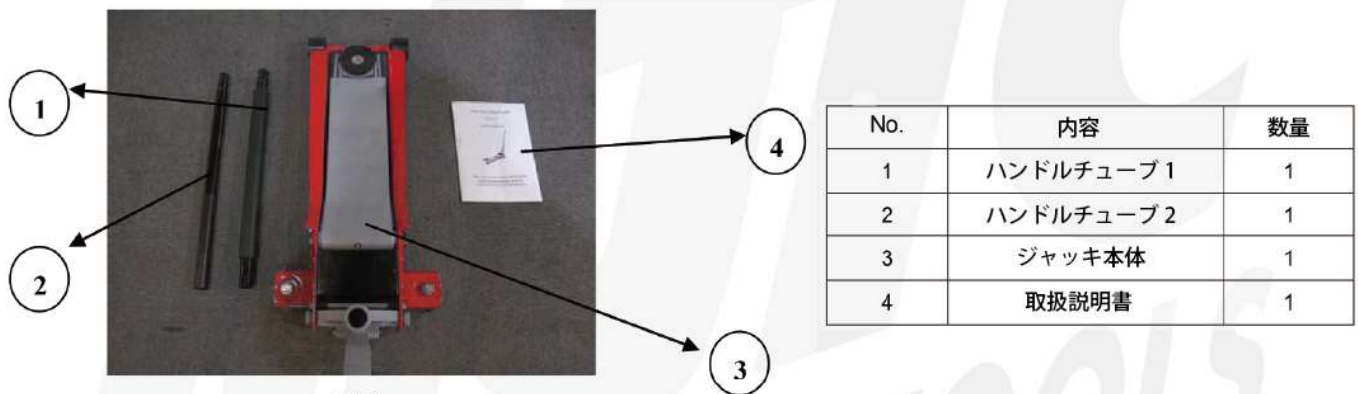 1
2
3
4
No. 内容 数量
1 ハンドルチューブ 1 1
2 ハンドルチューブ 2 1
3 ジャッキ本体 1
4 取扱説明書 1